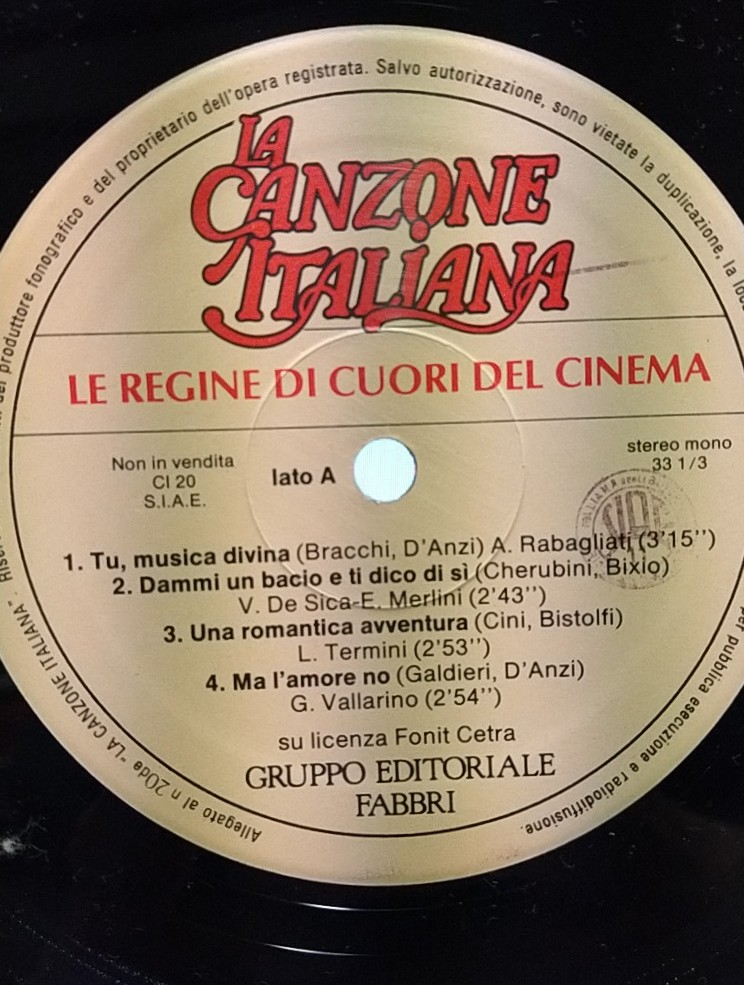 LA
CANZONE
ITALIANA
LE REGINE DI CUORI DEL CINEMA
Non in vendita
CI 20
S.I.A.E.
lato A
stereo mono
33 1/3
1. Tu, musica divina (Bracchi, D'Anzi) A. Rabagliati (3'15'')
2. Dammi un bacio e ti dico di sì (Cherubini, Bixio)
V. De Sica-E. Merlini (2'43'')
3. Una romantica avventura (Cini, Bistolfi)
L. Termini (2'53'')
4. Ma l'amore no (Galdieri, D'Anzi)
G. Vallarino (2'54'')
su licenza Fonit Cetra
GRUPPO EDITORIALE
FABBRI
Allegato al n 20 de "LA CANZONE ITALIANA"
produttore fonografico e del proprietario dell'opera registrata. Salvo autorizzazione, sono vietate la duplicazione, la
per pubblica esecuzione e radiodiffusione.